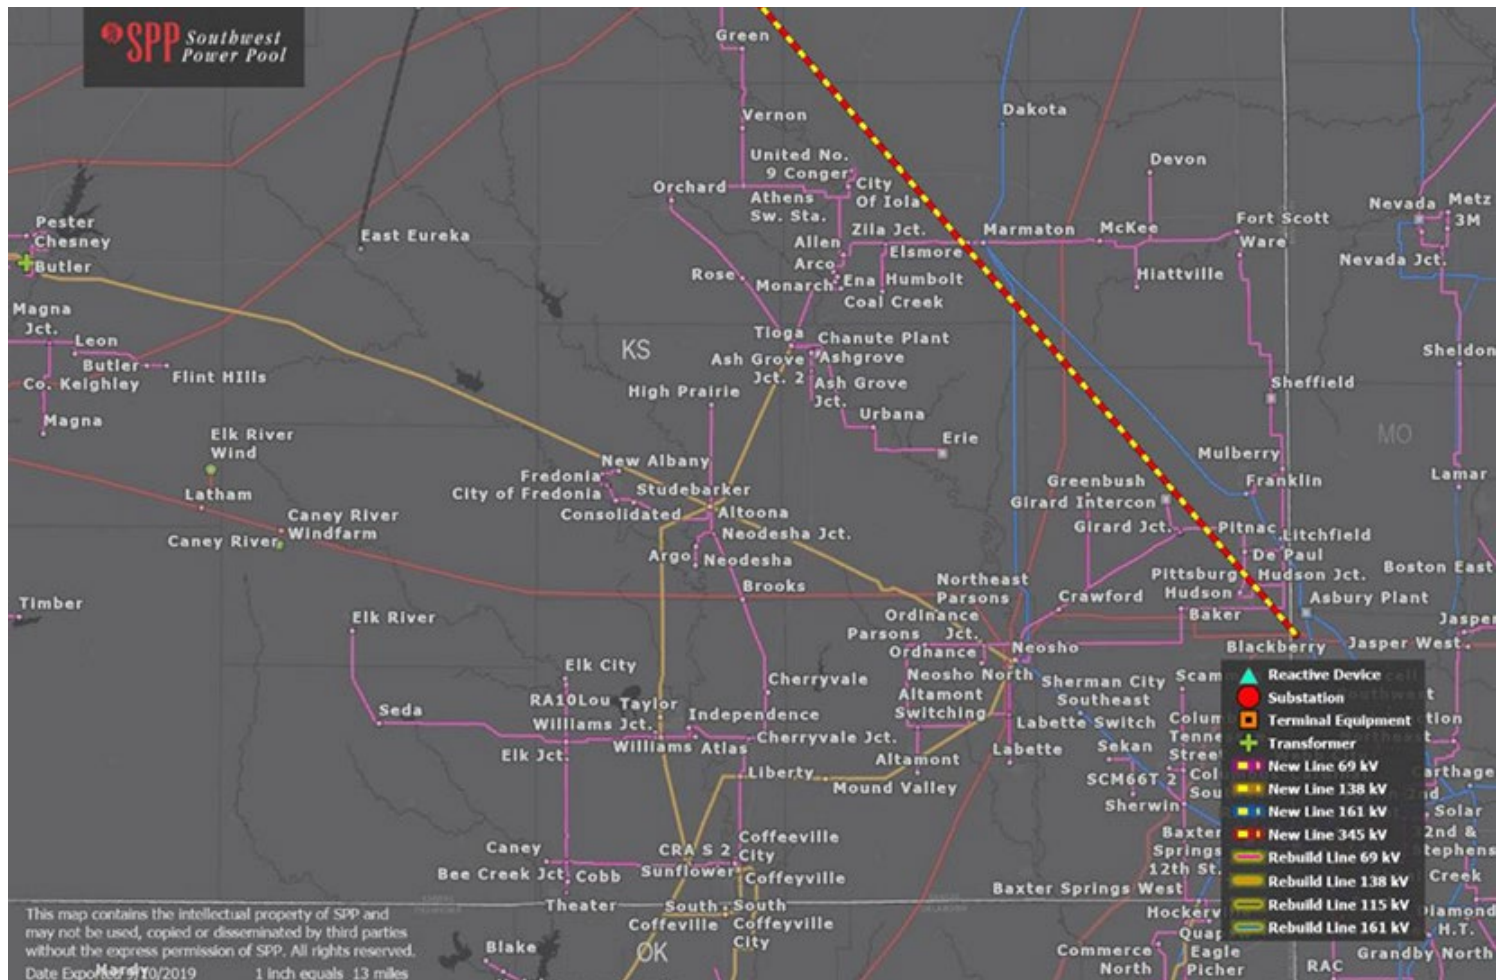 SPP Southwest
Power Pool
Green
Dakota
Vernon
United No.
9 Conger
Devon
Orchard
City
Of Iola
Athens
Sw. Sta.
Nevada
Metz
3M
Fort Scott
Pester
Chesney
East Eureka
Zila Jct.
Marmaton
McKee
Ware
Allen
Elsmore
Butler
Arco
Nevada Jct.
Rose
Monarch
Ena
Humbolt
Hiattville
Coal Creek
Magna
Jct.
Tioga
Chanute Plant
Leon
KS
Ash Grove
Jct. 2
Ashgrove
Sheldon
Butler
Co. Keighley
Flint HIlls
High Prairie
Ash Grove
Jct.
Sheffield
Magna
Urbana
Elk River
Wind
Erie
MO
New Albany
Mulberry
Fredonia
City of Fredonia
Studebarker
Greenbush
Franklin
Lamar
Latham
Girard Intercon
Consolidated
Altoona
Caney River
Windfarm
Girard Jct.
Pitnac
Litchfield
Caney River
Neodesha Jct.
De Paul
Argo
Neodesha
Northeast
Parsons
Pittsburg
Hudson Jct.
Boston East
Brooks
Hudson
Crawford
Asbury Plant
Timber
Elk River
Ordinance
Jct.
Baker
Jasper
Parsons
Ordnance
Neosho
Blackberry
Jasper West
Elk City
Neosho North
Sherman City
Cherryvale
RA10Lou
Taylor
Altamont
Switching
Southeast
Seda
Williams Jct.
Independence
Labette Switch
Williams
Atlas
Cherryvale Jct.
Elk Jct.
Labette
Sekan
Altamont
Liberty
Mound Valley
SCM66T 2
Sherwin
Carthage
Solar
Reactive Device
Substation
Terminal Equipment
Transformer
New Line 69 kV
New Line 138 kV
New Line 161 kV
New Line 345 kV
Rebuild Line 69 kV
Rebuild Line 138 kV
Rebuild Line 115 kV
Rebuild Line 161 kV
Coffeeville
City
Caney
CRA S 2
Baxter
Springs
12th St.
Bee Creek Jct.
Cobb
Sunflower
Coffeyville
Baxter Springs West
Theater
South
Coffeville
South
Coffeyville
City
Creek
H.T.
Blake
OK
Commerce
North
Eagle
Picher
Grandby North
RAC
This map contains the intellectual property of SPP and
may not be used, copied or disseminated by third parties
without the express permission of SPP. All rights reserved.
Date Exported 9/10/2019
1 inch equals 13 miles